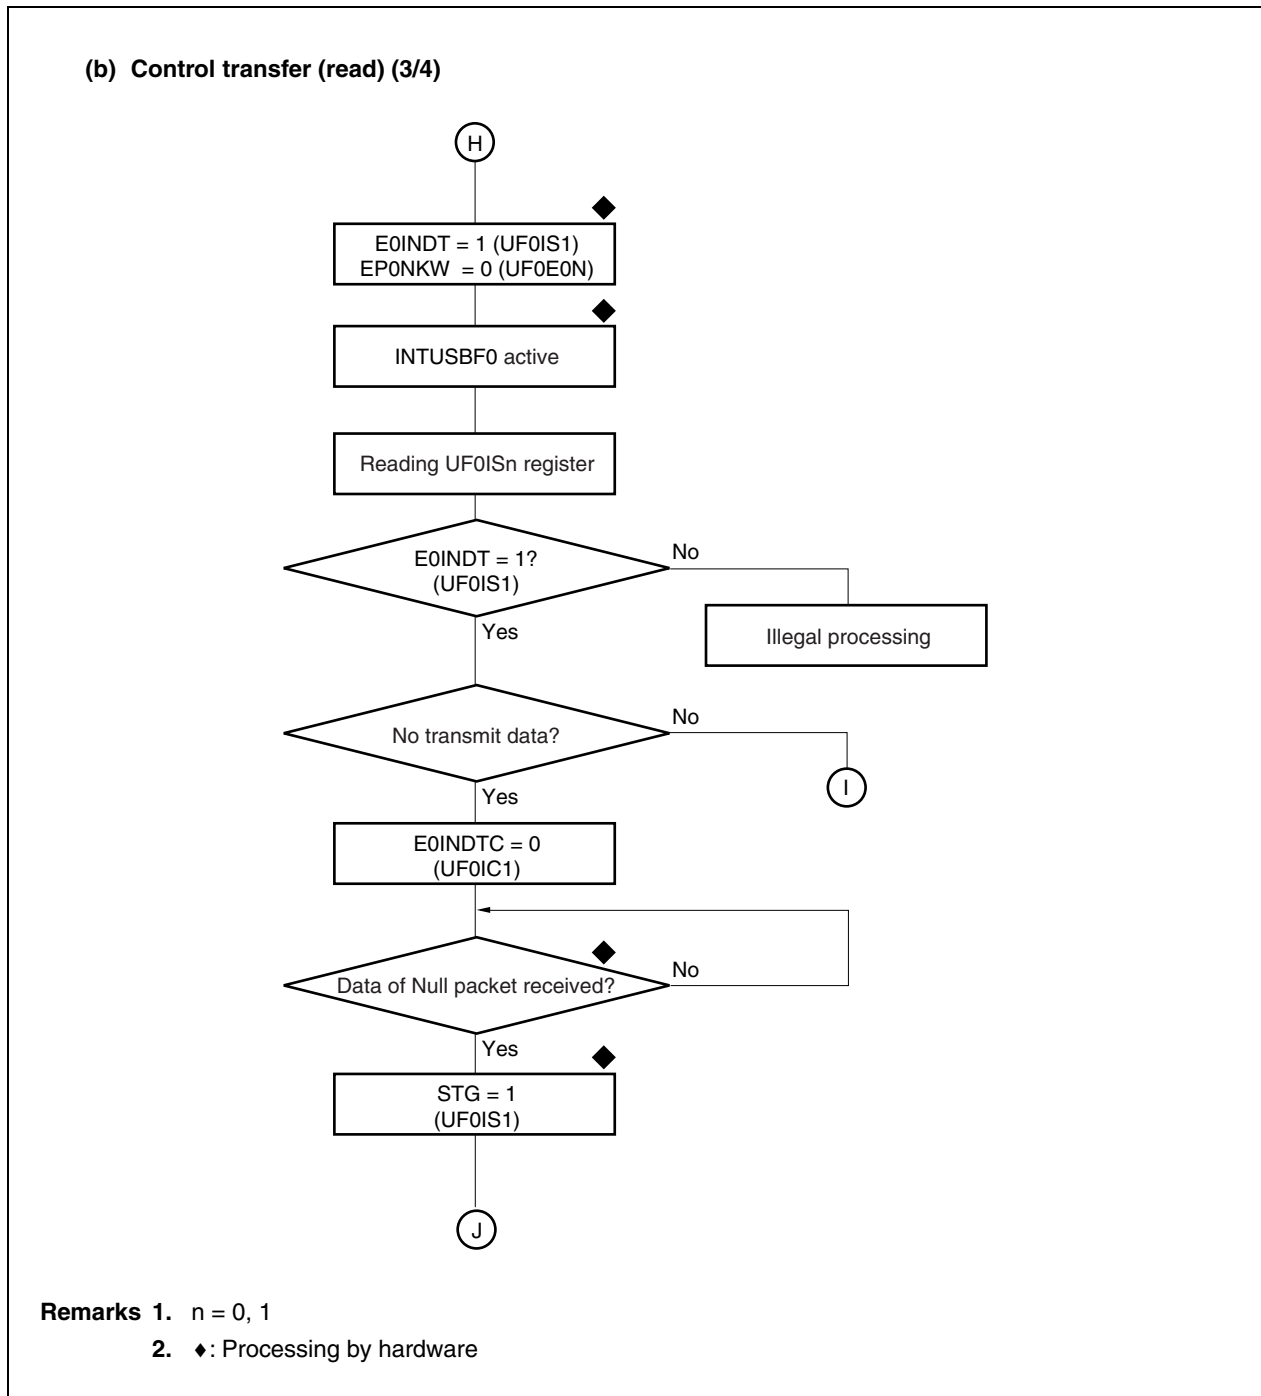 (b) Control transfer (read) (3/4)
H
◆
E0INDT = 1 (UF0IS1)
EP0NKW = 0 (UF0E0N)
◆
INTUSBF0 active
Reading UF0ISn register
E0INDT = 1?
(UF0IS1)
No
Yes
Illegal processing
No transmit data?
No
Yes
I
E0INDTC = 0
(UF0IC1)
◆
Data of Null packet received?
No
Yes
◆
STG = 1
(UF0IS1)
J
Remarks 1. n = 0, 1
2. ♦: Processing by hardware